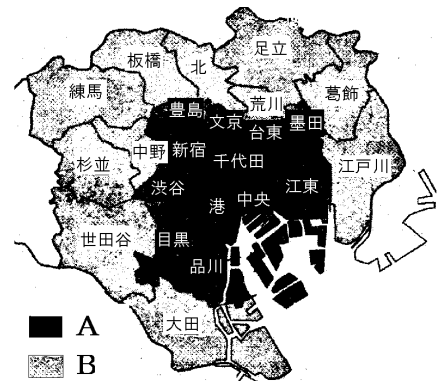 足立
北
板橋
葛飾
練馬
荒川
豊島
文京
墨田
台東
中野
新宿
千代田
杉並
江戸川
渋谷
江東
中央
港
世田谷
目黒
品川
大田
A
B